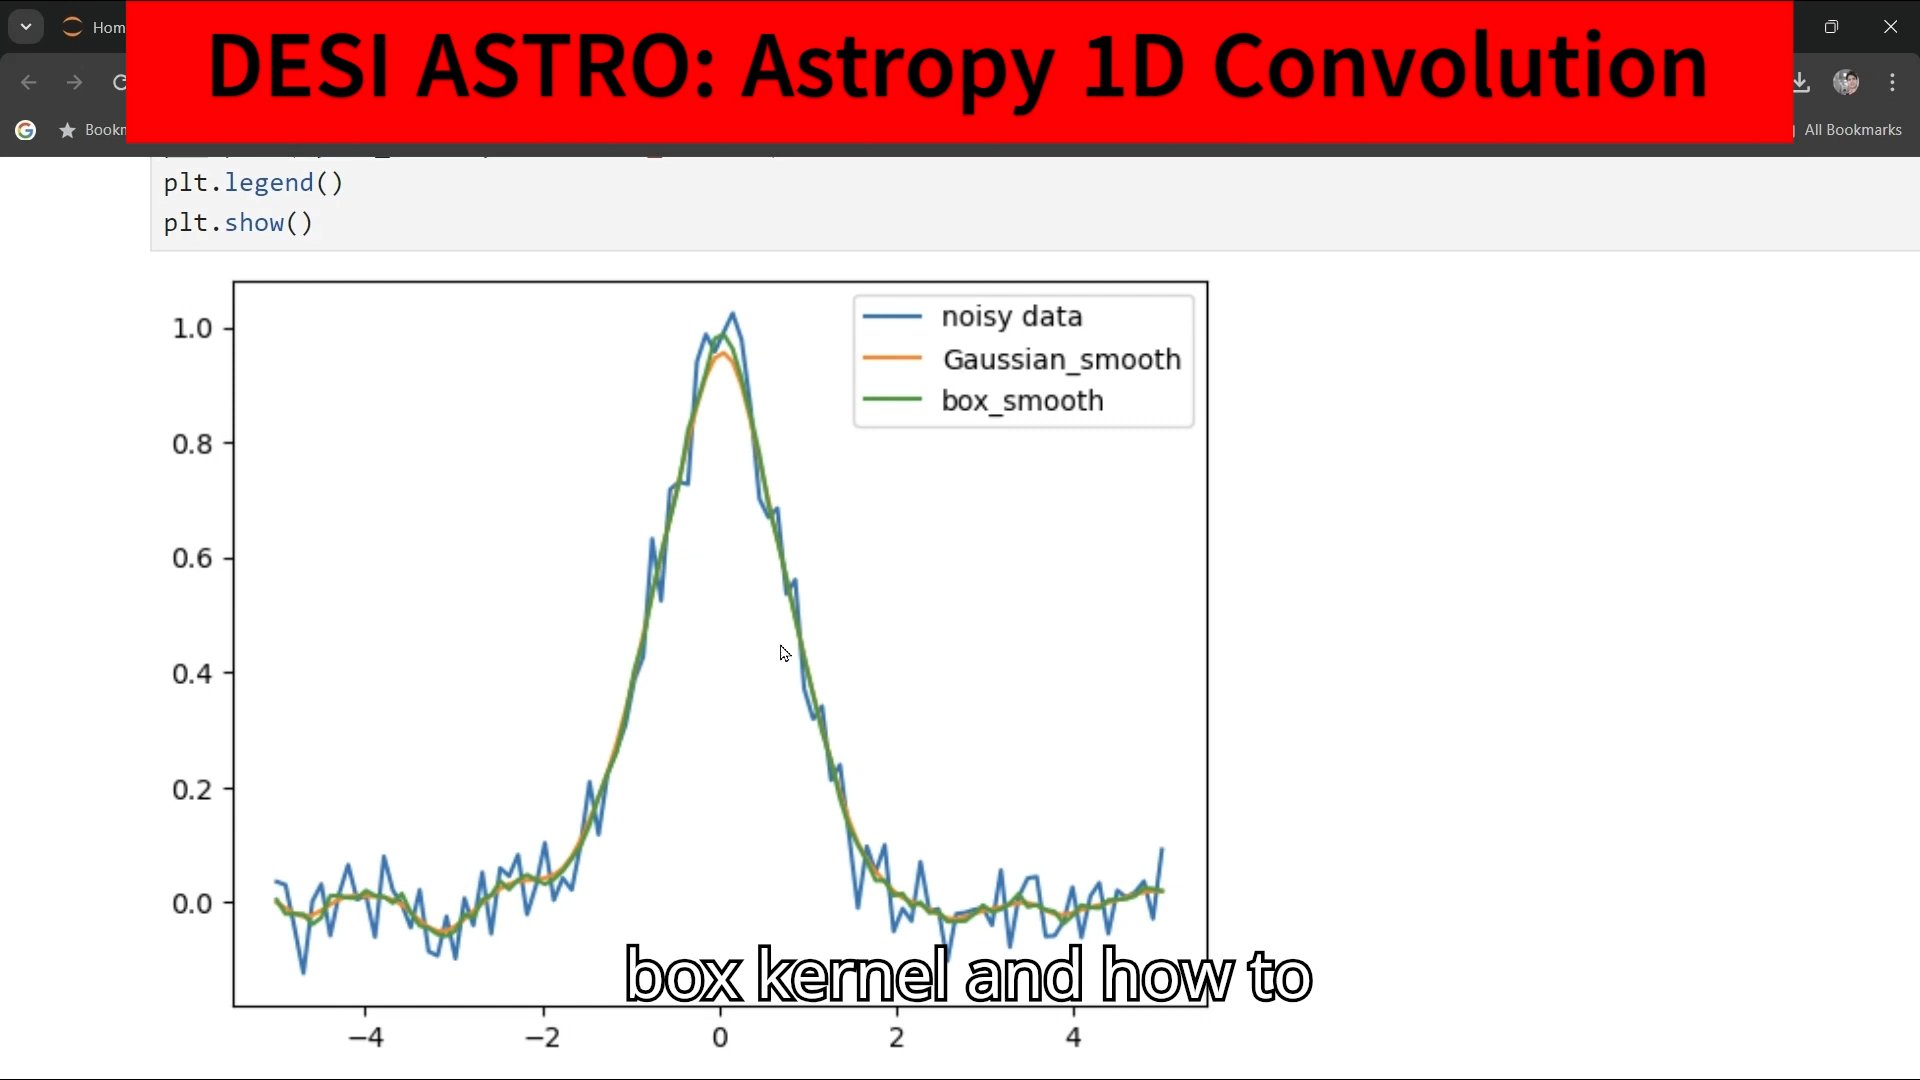 Hom
DESI ASTRO: Astropy 1D Convolution
Bookn
All Bookmarks
plt.legend()
plt.show()
noisy data
Gaussian_smooth
box_smooth
1.0
0.8
0.6
0.4
0.2
0.0
box kernel and how to
−4 −2 0 2 4